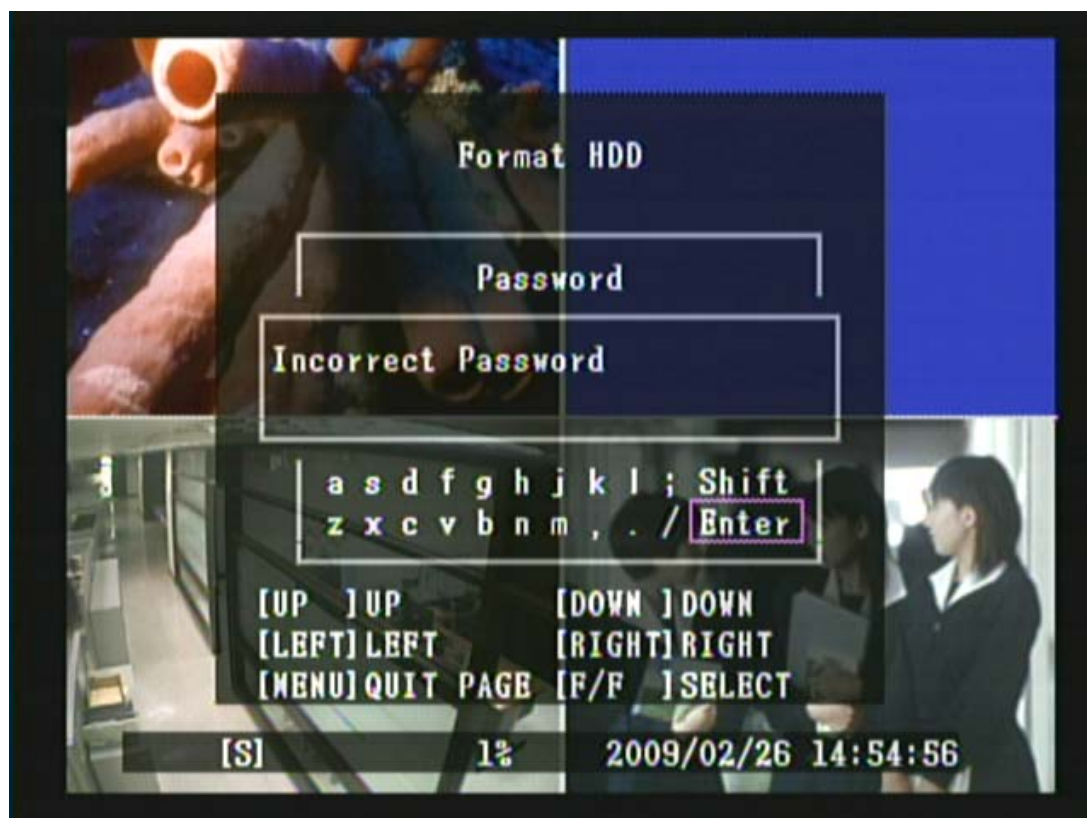 Format HDD
Password
Incorrect Password
a s d f g h j k l ; Shift
z x c v b n m , . / Enter
[UP ]UP [DOWN ]DOWN
[LEFT]LEFT [RIGHT]RIGHT
[MENU]QUIT PAGE [F/F ]SELECT
[S] 1% 2009/02/26 14:54:56